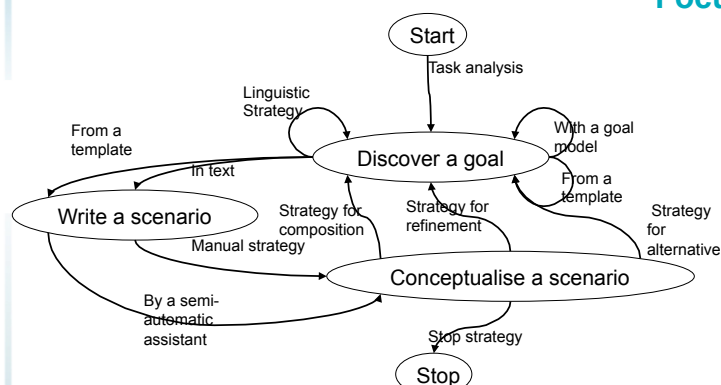 Start
Task analysis
Linguistic
Strategy
From a
template
With a goal
model
Discover a goal
In text
From a
template
Write a scenario
Strategy for
composition
Strategy for
refinement
Strategy
for
alternative
Manual strategy
Conceptualise a scenario
By a semi-
automatic
assistant
Stop strategy
Stop